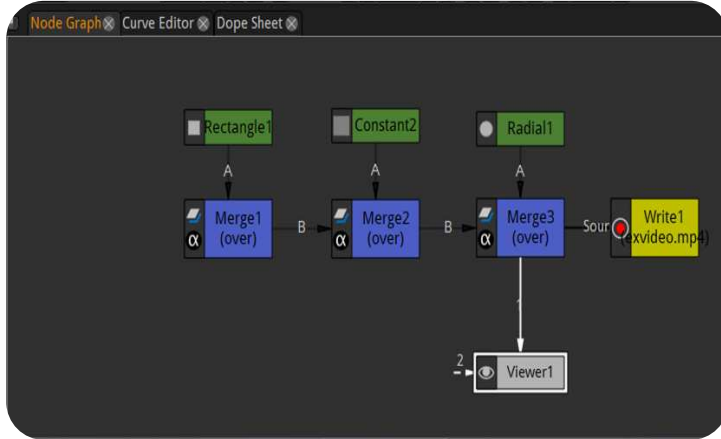 Node Graph Curve Editor Dope Sheet
Rectangle1 Constant2 Radial1
A A A
Merge1
(over)
B
Merge2
(over)
B
Merge3
(over)
Sour
Write1
(exvideo.mp4)
1
2
Viewer1